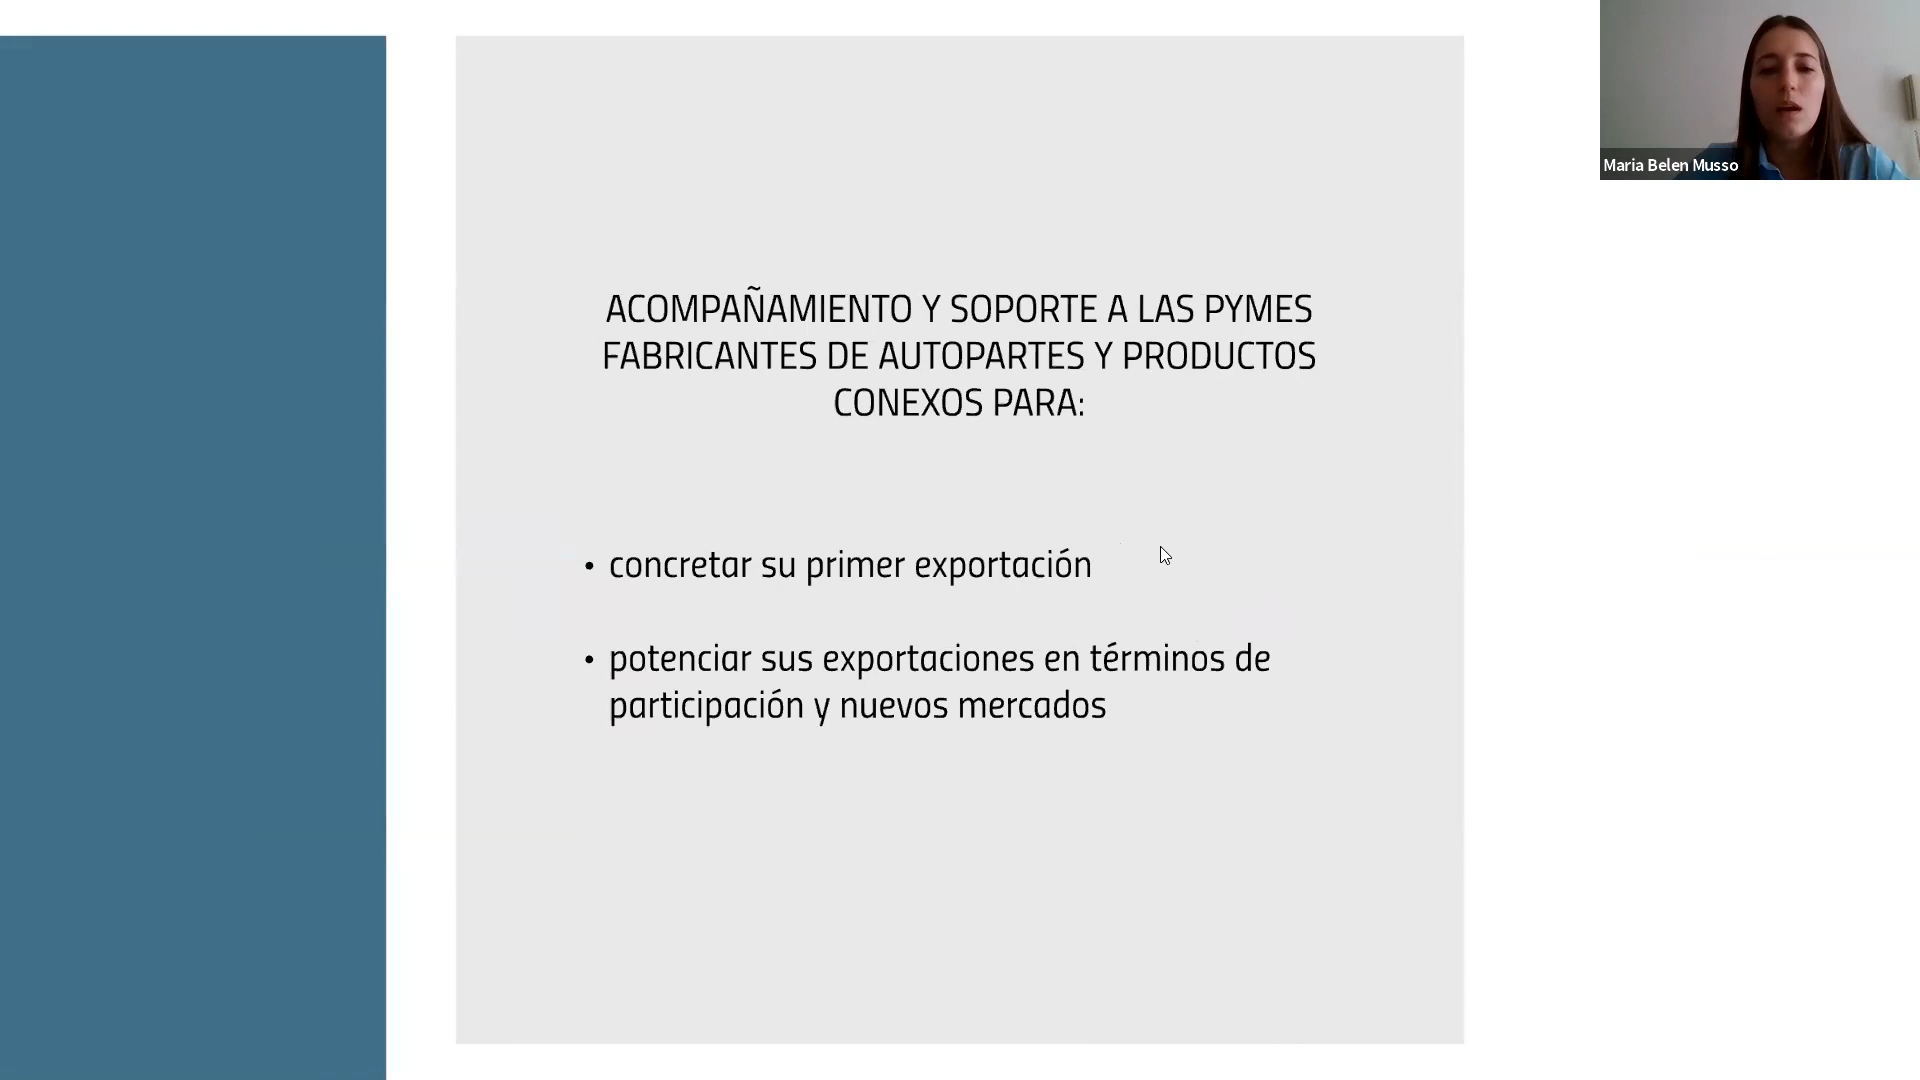 ACOMPAÑAMIENTO Y SOPORTE A LAS PYMES
FABRICANTES DE AUTOPARTES Y PRODUCTOS
CONEXOS PARA:
• concretar su primer exportación
• potenciar sus exportaciones en términos de
participación y nuevos mercados
Maria Belen Musso